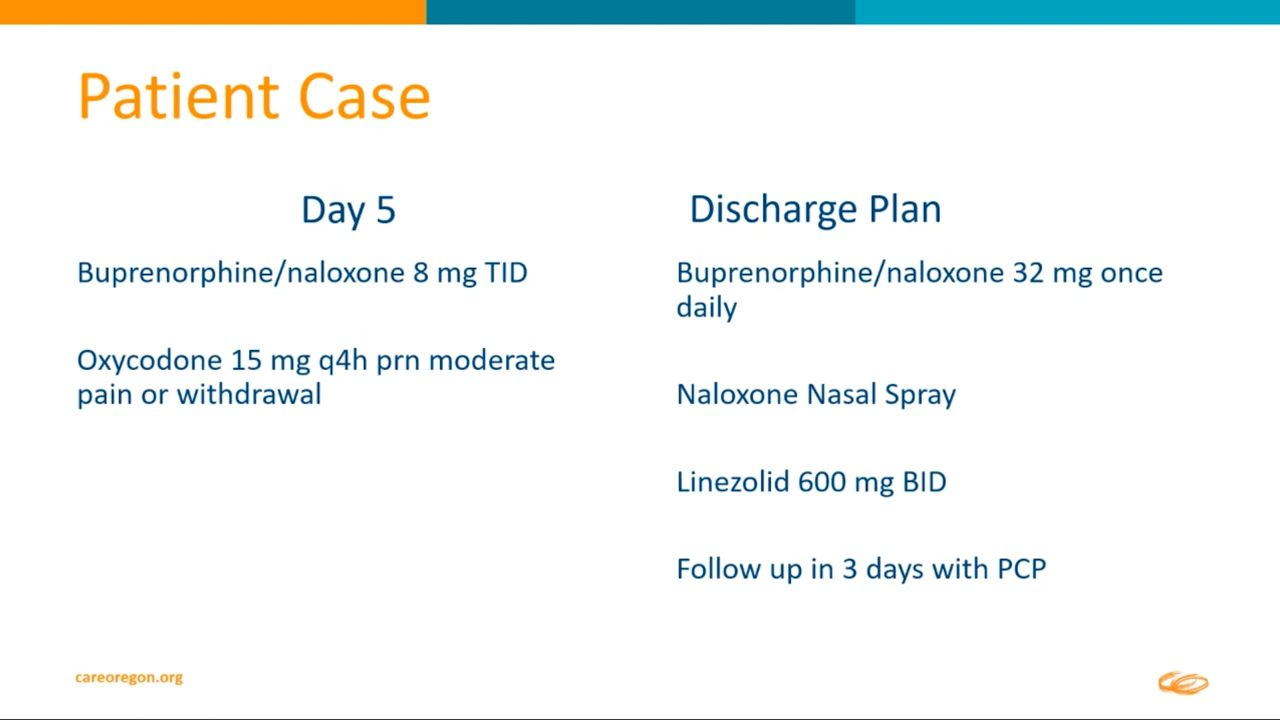 Patient Case
Day 5
Buprenorphine/naloxone 8 mg TID
Oxycodone 15 mg q4h prn moderate
pain or withdrawal
Discharge Plan
Buprenorphine/naloxone 32 mg once
daily
Naloxone Nasal Spray
Linezolid 600 mg BID
Follow up in 3 days with PCP
careoregon.org